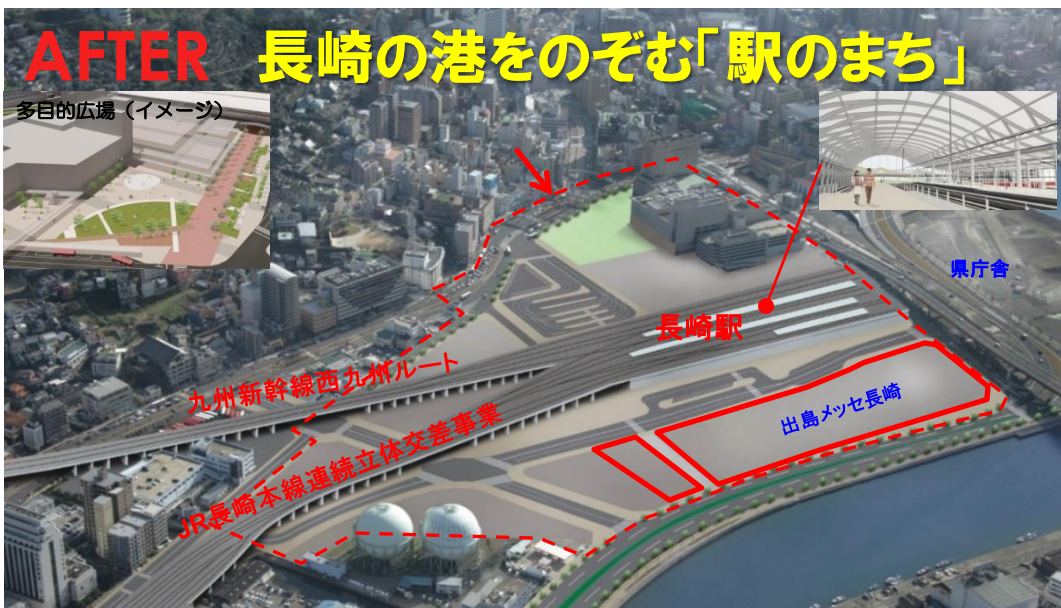 AFTER 長崎の港をのぞむ「駅のまち」
多目的広場（イメージ）
県庁舎
長崎駅
九州新幹線西九州ルート
出島メッセ長崎
JR長崎本線連続立体交差事業